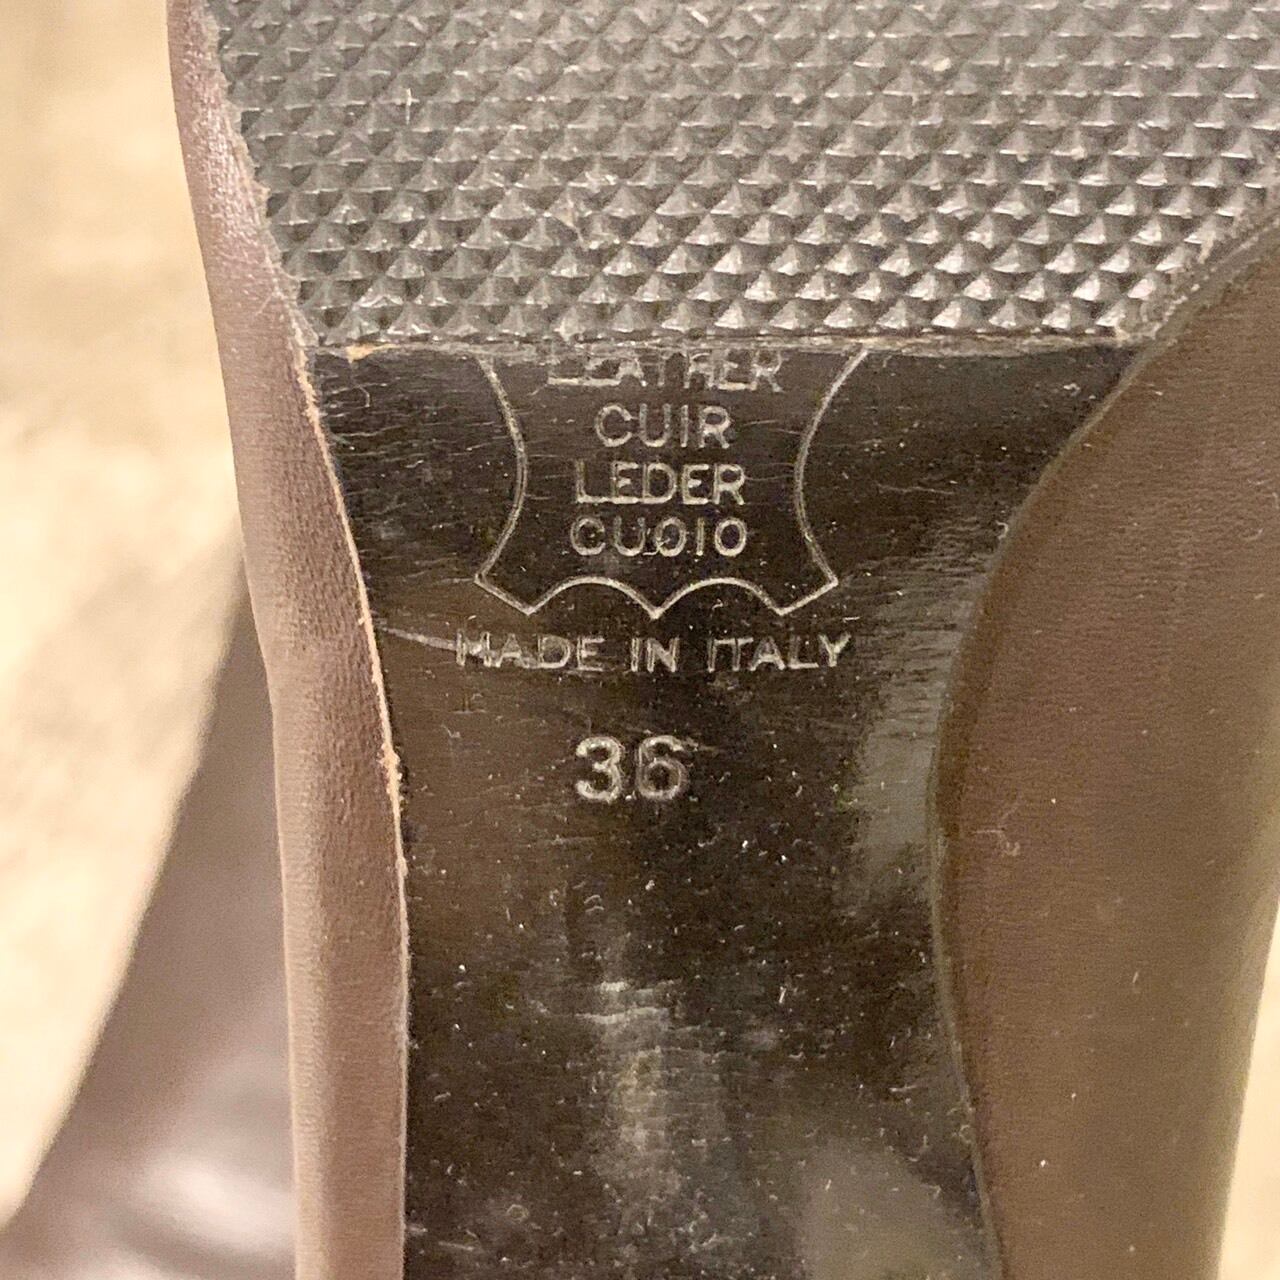 LEATHER
CUIR
LEDER
CUOIO
MADE IN ITALY
36